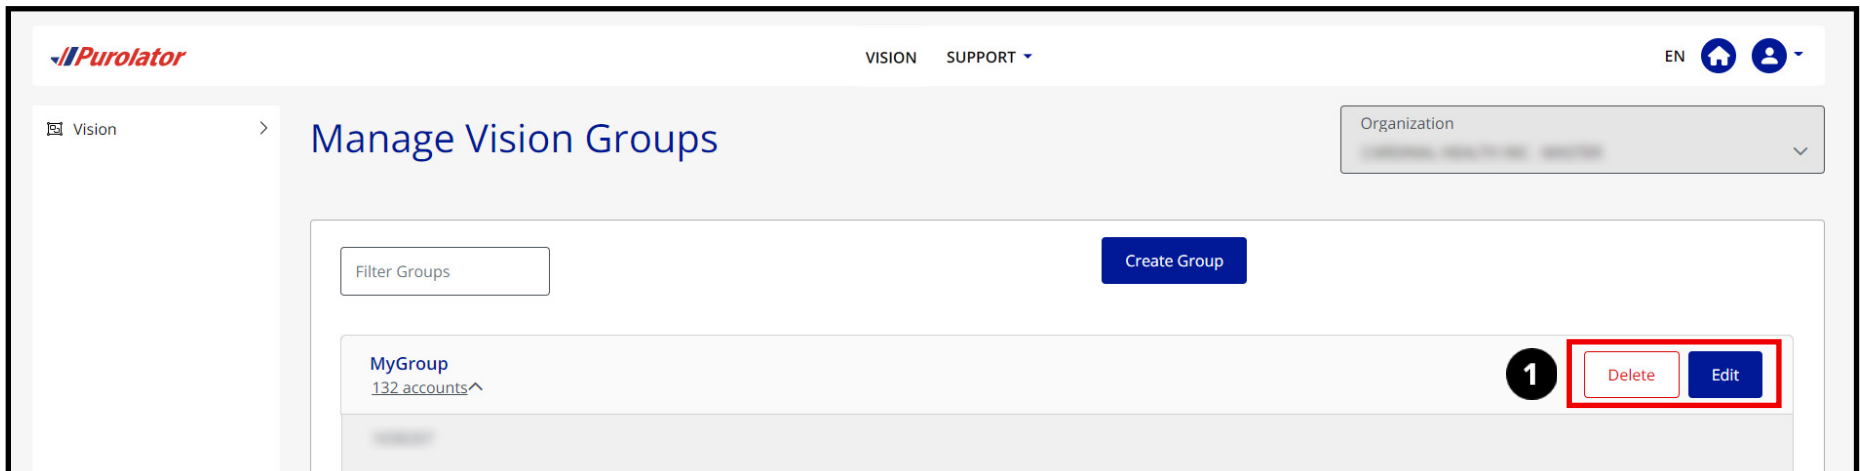 Purolator
VISION SUPPORT
EN
Vision
Manage Vision Groups
Organization
Filter Groups
Create Group
MyGroup
132 accounts
1
Delete Edit